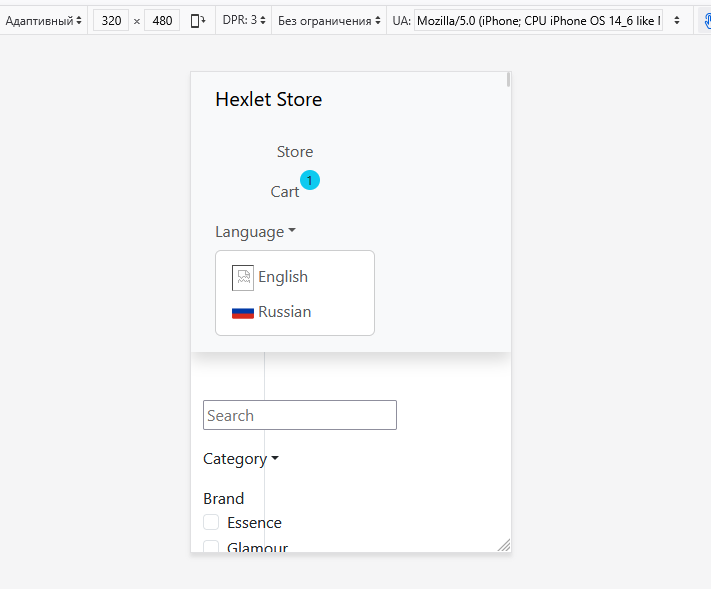 Адаптивный 320 × 480 DPR: 3 Без ограничения UA: Mozilla/5.0 (iPhone; CPU iPhone OS 14_6 like
Hexlet Store
Store
Cart 1
Language
English
Russian
Search
Category
Brand
Essence
Glamour